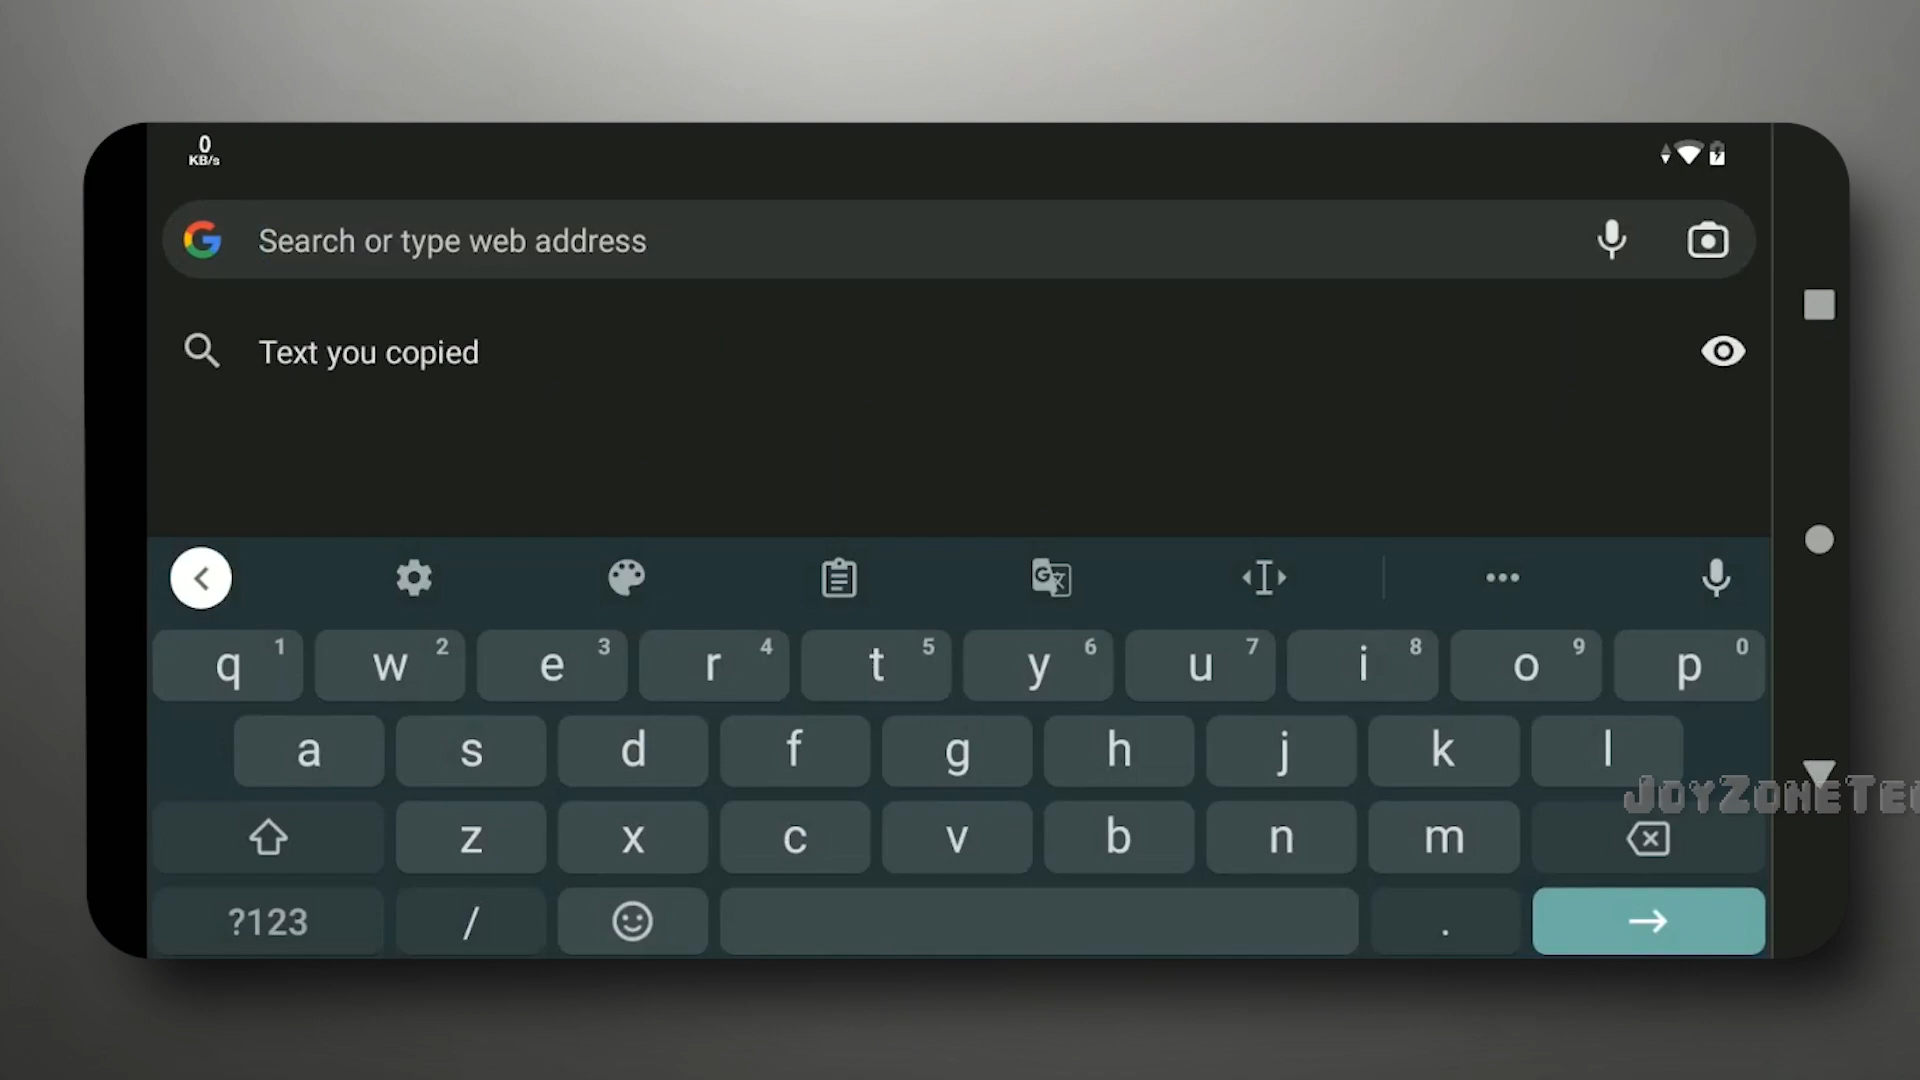 0
KB/s
Search or type web address
Text you copied
q 1 w 2 e 3 r 4 t 5 y 6 u 7 i 8 o 9 p 0
a s d f g h j k l
JoyZoneTe
z x c v b n m
?123 / .